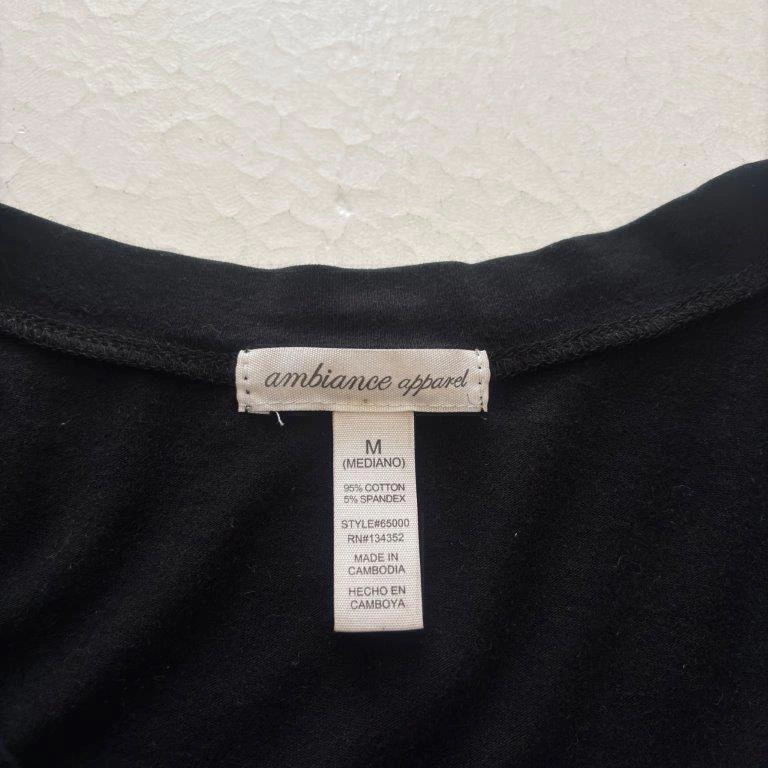 ambiance apparel
M
(MEDIANO)
95% COTTON
5% SPANDEX
STYLE#65000
RN#134352
MADE IN
CAMBODIA
HECHO EN
CAMBOYA